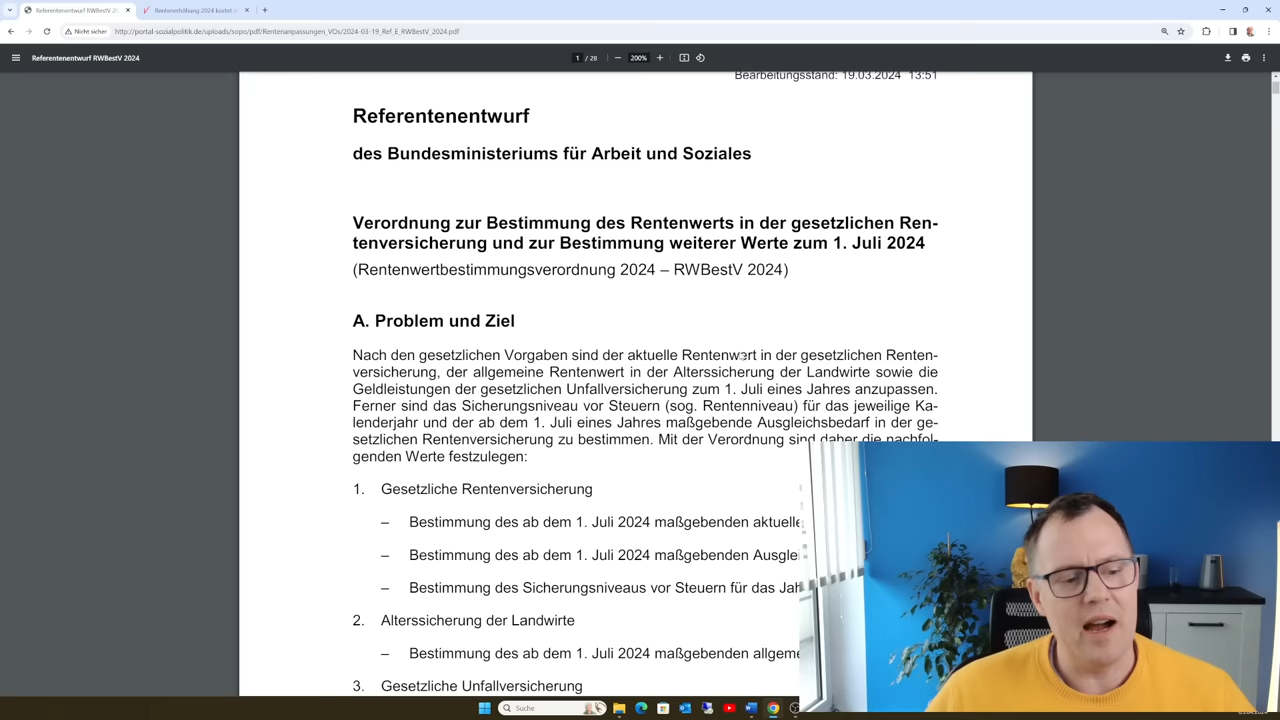 Referentenentwurf RWBestV 20
Rentenerhöhung 2024 kostet
Nicht sicher
http://portal-sozialpolitik.de/uploads/sopo/pdf/Rentenanpassungen_VOs/2024-03-19_Ref_E_RWBestV_2024.pdf
Referentenentwurf RWBestV 2024
1 / 28
200%
Bearbeitungsstand: 19.03.2024 13:51
Referentenentwurf
des Bundesministeriums für Arbeit und Soziales
Verordnung zur Bestimmung des Rentenwerts in der gesetzlichen Ren-
tenversicherung und zur Bestimmung weiterer Werte zum 1. Juli 2024
(Rentenwertbestimmungsverordnung 2024 – RWBestV 2024)
A. Problem und Ziel
Nach den gesetzlichen Vorgaben sind der aktuelle Rentenwert in der gesetzlichen Renten-
versicherung, der allgemeine Rentenwert in der Alterssicherung der Landwirte sowie die
Geldleistungen der gesetzlichen Unfallversicherung zum 1. Juli eines Jahres anzupassen.
Ferner sind das Sicherungsniveau vor Steuern (sog. Rentenniveau) für das jeweilige Ka-
lenderjahr und der ab dem 1. Juli eines Jahres maßgebende Ausgleichsbedarf in der ge-
setzlichen Rentenversicherung zu bestimmen. Mit der Verordnung sind daher die nachfol-
genden Werte festzulegen:
1. Gesetzliche Rentenversicherung
– Bestimmung des ab dem 1. Juli 2024 maßgebenden aktuelle
– Bestimmung des ab dem 1. Juli 2024 maßgebenden Ausgle
– Bestimmung des Sicherungsniveaus vor Steuern für das Jah
2. Alterssicherung der Landwirte
– Bestimmung des ab dem 1. Juli 2024 maßgebenden allgeme
3. Gesetzliche Unfallversicherung
Suche